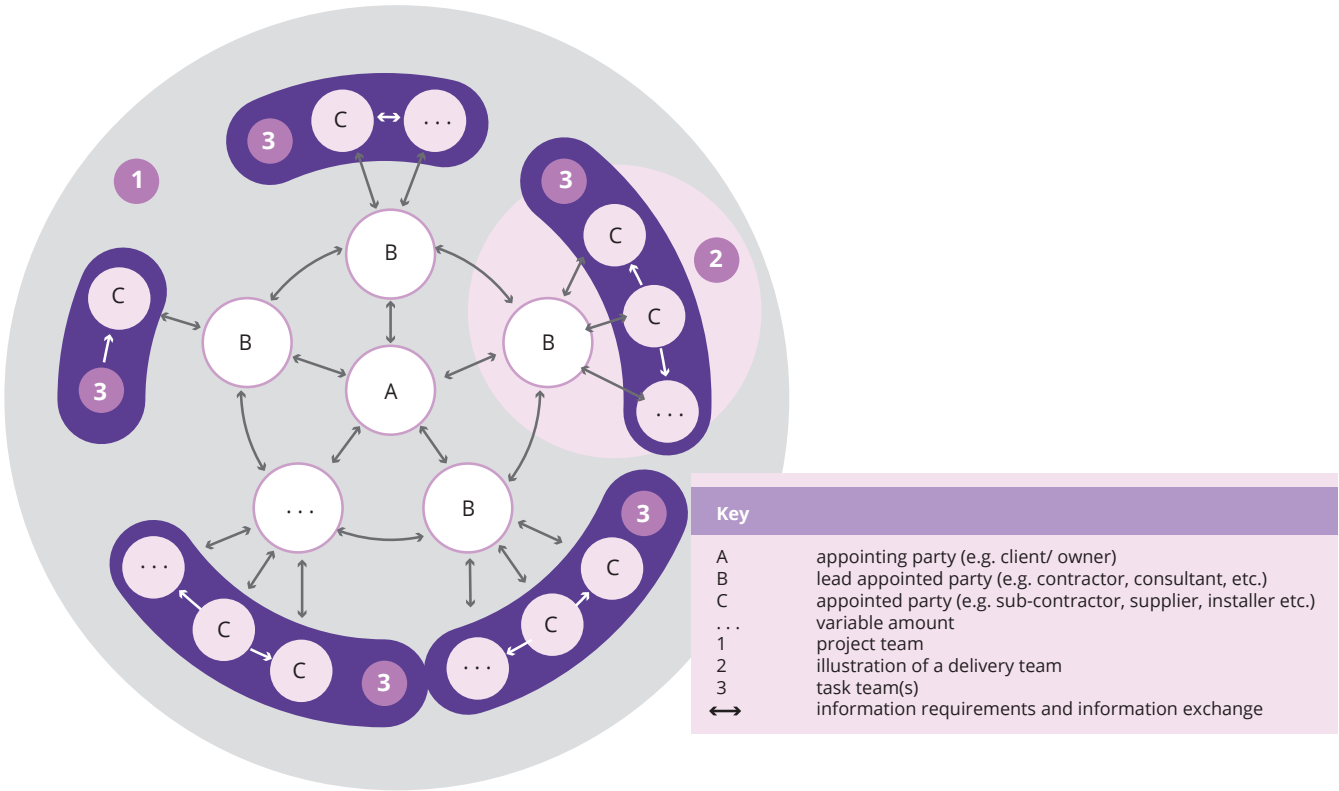 3
C
...
1
3
C
2
B
C
3
B
B
C
A
...
...
B
3
...
C
C
C
C
...
3
Key
A appointing party (e.g. client/ owner)
B lead appointed party (e.g. contractor, consultant, etc.)
C appointed party (e.g. sub-contractor, supplier, installer etc.)
... variable amount
1 project team
2 illustration of a delivery team
3 task team(s)
↔ information requirements and information exchange